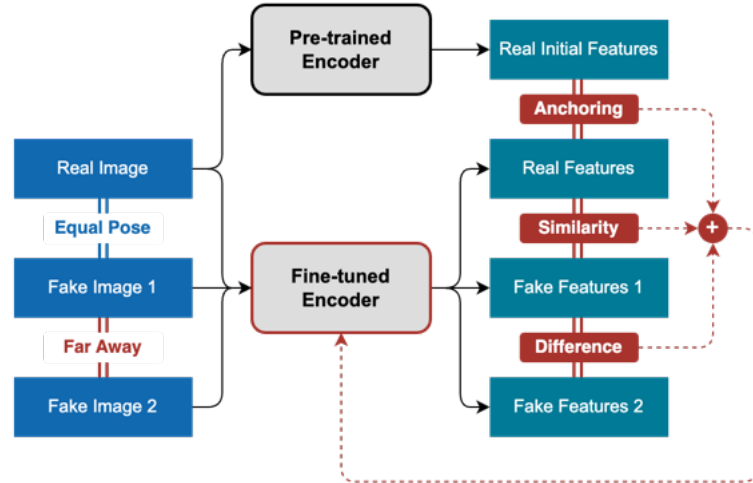 Pre-trained
Encoder
Real Initial Features
Anchoring
Real Image
Real Features
Equal Pose
Similarity
+
Fake Image 1
Fine-tuned
Encoder
Fake Features 1
Far Away
Difference
Fake Image 2
Fake Features 2